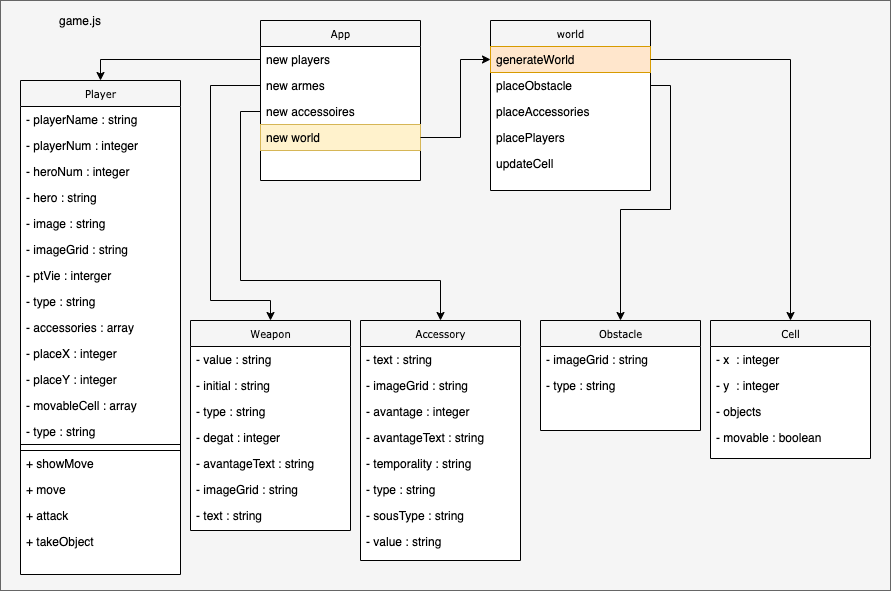 game.js
App
new players
new armes
new accessoires
new world
world
generateWorld
placeObstacle
placeAccessories
placePlayers
updateCell
Player
- playerName : string
- playerNum : integer
- heroNum : integer
- hero : string
- image : string
- imageGrid : string
- ptVie : interger
- type : string
- accessories : array
- placeX : integer
- placeY : integer
- movableCell : array
- type : string
+ showMove
+ move
+ attack
+ takeObject
Weapon
- value : string
- initial : string
- type : string
- degat : integer
- avantageText : string
- imageGrid : string
- text : string
Accessory
- text : string
- imageGrid : string
- avantage : integer
- avantageText : string
- temporality : string
- type : string
- sousType : string
- value : string
Obstacle
- imageGrid : string
- type : string
Cell
- x : integer
- y : integer
- objects
- movable : boolean